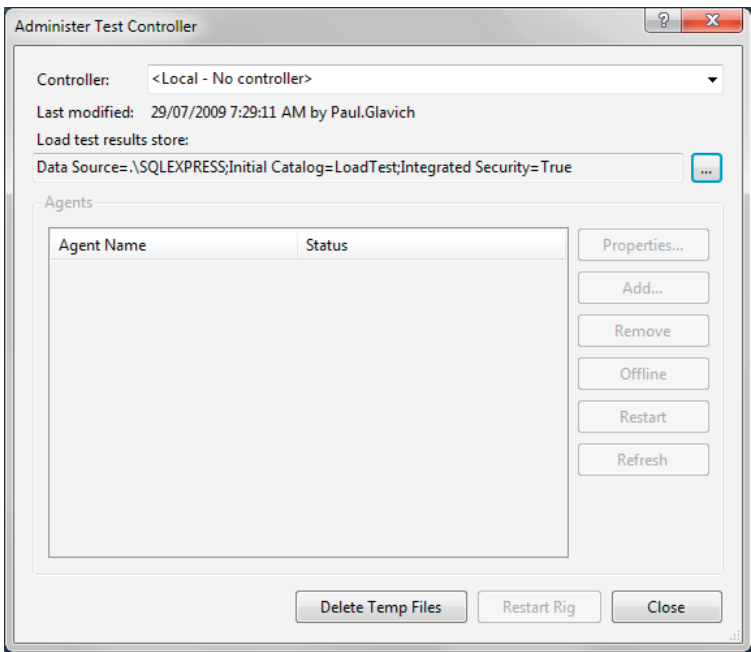 Administer Test Controller
?
Controller: <Local - No controller>
Last modified: 29/07/2009 7:29:11 AM by Paul.Glavich
Load test results store:
Data Source=.\SQLEXPRESS;Initial Catalog=LoadTest;Integrated Security=True ...
Agents
Agent Name Status
Properties...
Add...
Remove
Offline
Restart
Refresh
Delete Temp Files Restart Rig Close